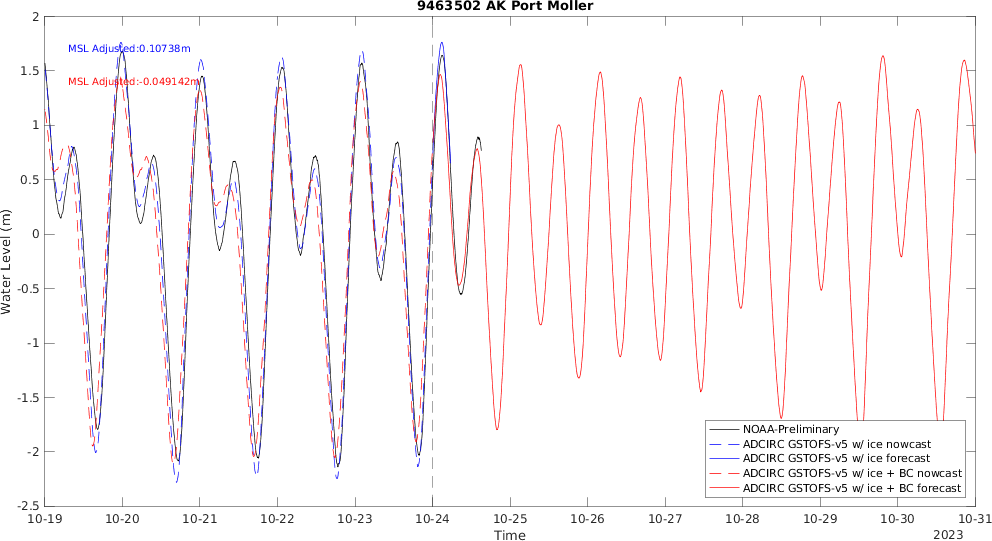 9463502 AK Port Moller
MSL Adjusted:0.10738m
MSL Adjusted:-0.049142m
Water Level (m)
2
1.5
1
0.5
0
-0.5
-1
-1.5
-2
-2.5
NOAA-Preliminary
ADCIRC GSTOFS-v5 w/ ice nowcast
ADCIRC GSTOFS-v5 w/ ice forecast
ADCIRC GSTOFS-v5 w/ ice + BC nowcast
ADCIRC GSTOFS-v5 w/ ice + BC forecast
10-19 10-20 10-21 10-22 10-23 10-24 10-25 10-26 10-27 10-28 10-29 10-30 10-31
Time
2023